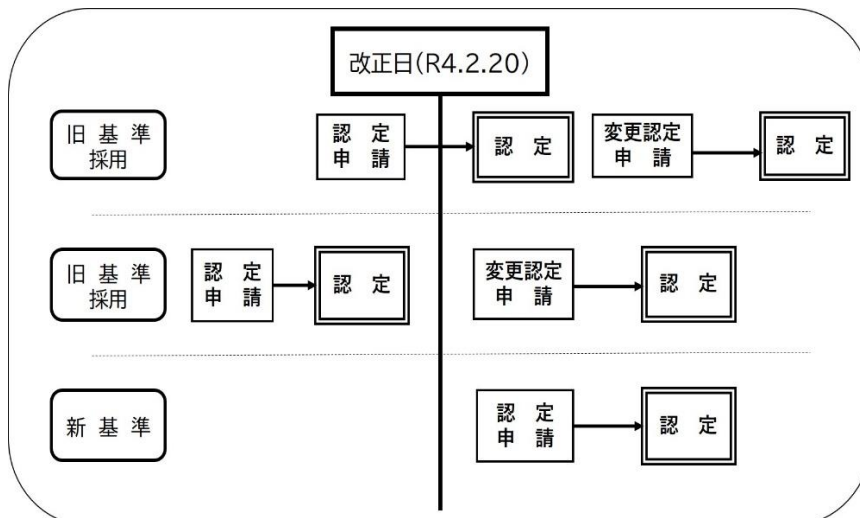 改正日(R4.2.20)
旧 基 準
採用
認 定
申 請
認 定
変更認定
申 請
認 定
旧 基 準
採用
認 定
申 請
認 定
変更認定
申 請
認 定
新 基 準
認 定
申 請
認 定